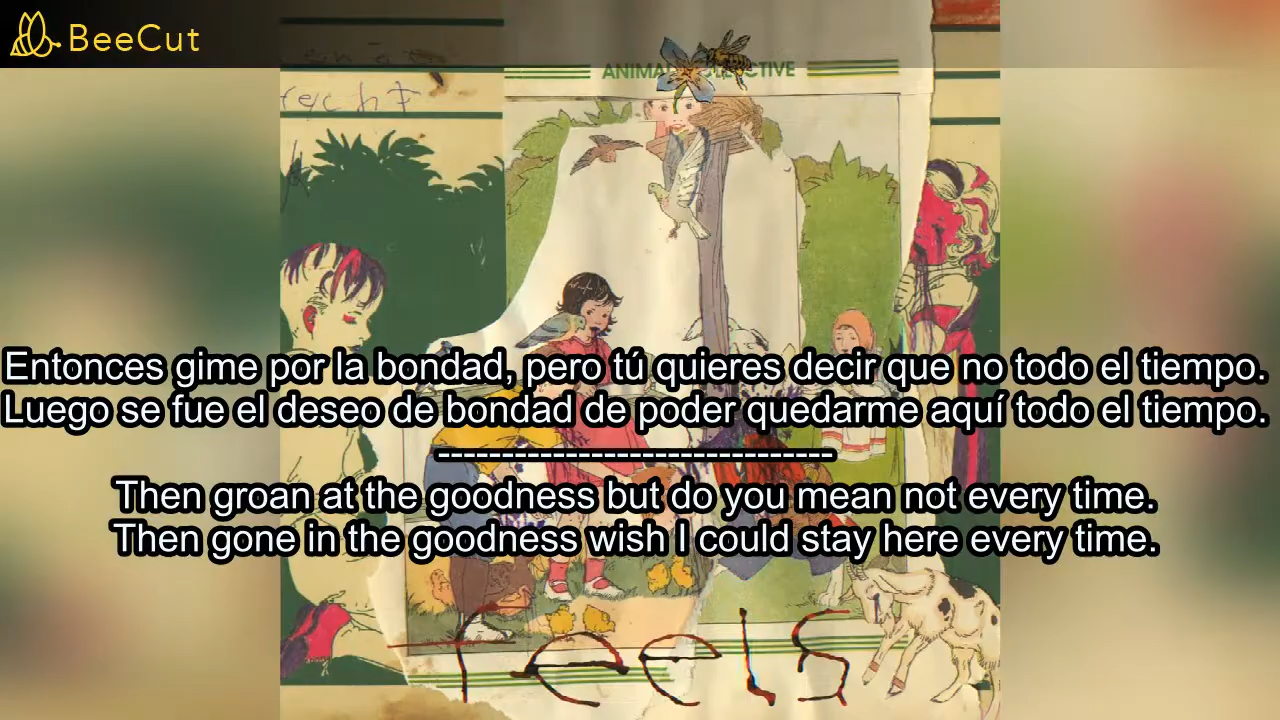 BeeCut
ANIMAL COLLECTIVE
Entonces gime por la bondad, pero tú quieres decir que no todo el tiempo.
Luego se fue el deseo de bondad de poder quedarme aquí todo el tiempo.
-------------------------------
Then groan at the goodness but do you mean not every time.
Then gone in the goodness wish I could stay here every time.
feels